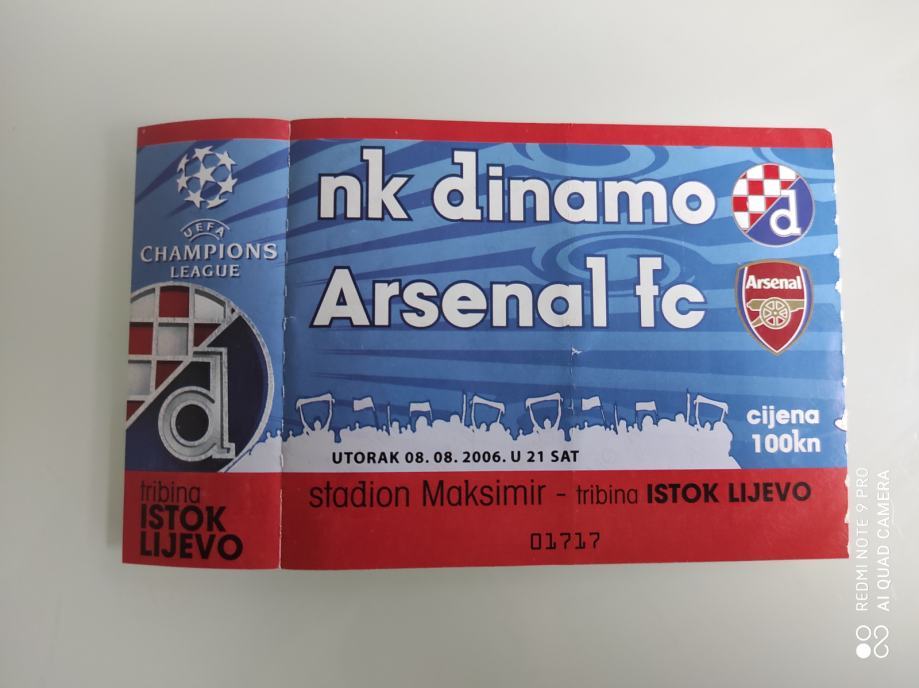 UEFA
CHAMPIONS
LEAGUE
d
tribina
ISTOK
LIJEVO
nk dinamo
d
Arsenal fc
Arsenal
cijena
100kn
UTORAK 08. 08. 2006. U 21 SAT
stadion Maksimir - tribina ISTOK LIJEVO
01717
REDMI NOTE 9 PRO
AI QUAD CAMERA